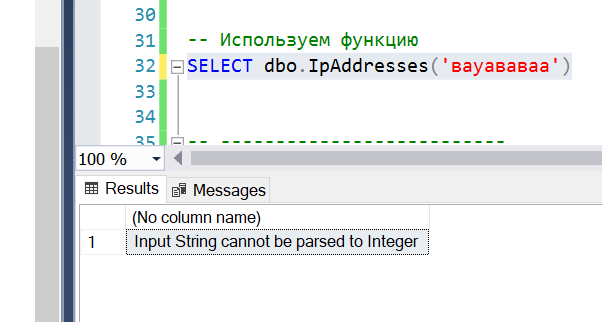 30
31 -- Используем функцию
32 SELECT dbo.IpAddresses('вауававаа')
33
34
35 -- --------------------------
100 %
Results Messages
(No column name)
1 Input String cannot be parsed to Integer